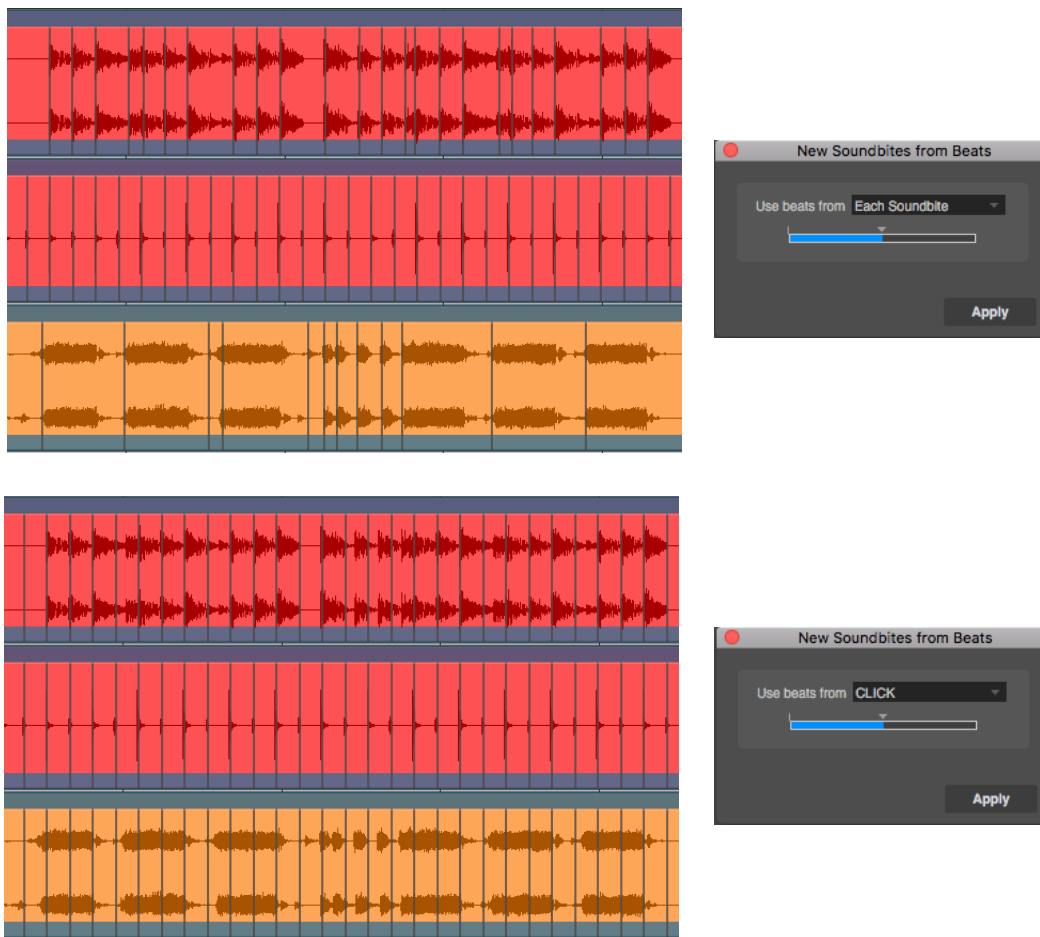 New Soundbites from Beats
Use beats from Each Soundbite
Apply
New Soundbites from Beats
Use beats from CLICK
Apply